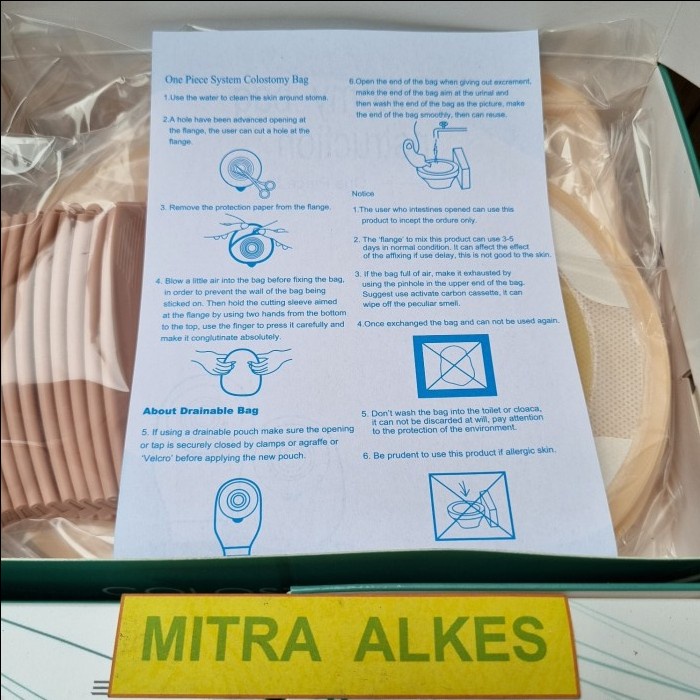 One Piece System Colostomy Bag
1.Use the water to clean the skin around stoma.
2.A hole have been advanced opening at
the flange, the user can cut a hole at the
flange.
3. Remove the protection paper from the flange.
4. Blow a little air into the bag before fixing the bag,
in order to prevent the wall of the bag being
sticked on. Then hold the cutting sleeve aimed
at the flange by using two hands from the bottom
to the top, use the finger to press it carefully and
make it conglutinate absolutely.
About Drainable Bag
5. If using a drainable pouch make sure the opening
or tap is securely closed by clamps or agraffe or
'Velcro' before applying the new pouch.
6.Open the end of the bag when giving out excrement,
make the end of the bag aim at the urinal and
then wash the end of the bag as the picture, make
the end of the bag smoothly, then can reuse.
Notice
1.The user who intestines opened can use this
product to incept the ordure only.
2. The 'flange' to mix this product can use 3-5
days in normal condition. It can affect the effect
of the affixing if use delay, this is not good to the skin.
3. If the bag full of air, make it exhausted by
using the pinhole in the upper end of the bag.
Suggest use activate carbon cassette, it can
wipe off the peculiar smell.
4.Once exchanged the bag and can not be used again.
5. Don't wash the bag into the toilet or cloaca,
it can not be discarded at will, pay attention
to the protection of the environment.
6. Be prudent to use this product if allergic skin.
MITRA ALKES